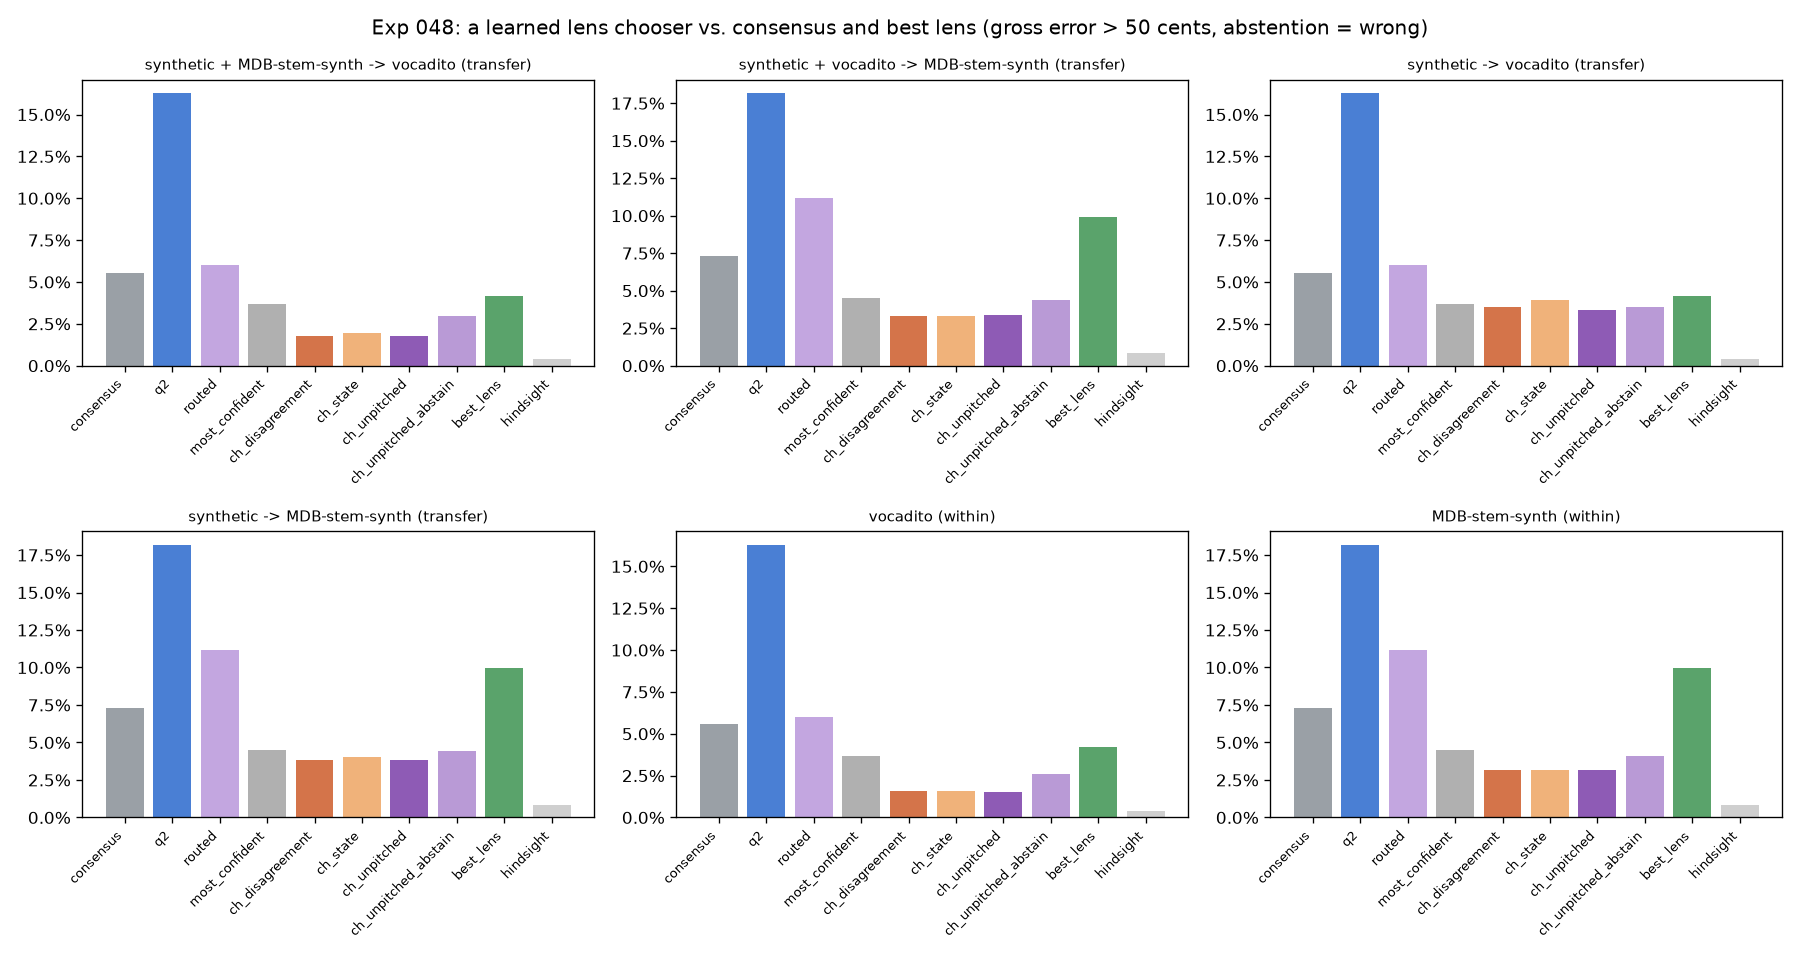 Exp 048: a learned lens chooser vs. consensus and best lens (gross error > 50 cents, abstention = wrong)
synthetic + MDB-stem-synth -> vocadito (transfer)
15.0%
12.5%
10.0%
7.5%
5.0%
2.5%
0.0%
consensus
q2
routed
most_confident
ch_disagreement
ch_state
ch_unpitched
ch_unpitched_abstain
best_lens
hindsight
synthetic + vocadito -> MDB-stem-synth (transfer)
17.5%
15.0%
12.5%
10.0%
7.5%
5.0%
2.5%
0.0%
consensus
q2
routed
most_confident
ch_disagreement
ch_state
ch_unpitched
ch_unpitched_abstain
best_lens
hindsight
synthetic -> vocadito (transfer)
15.0%
12.5%
10.0%
7.5%
5.0%
2.5%
0.0%
consensus
q2
routed
most_confident
ch_disagreement
ch_state
ch_unpitched
ch_unpitched_abstain
best_lens
hindsight
synthetic -> MDB-stem-synth (transfer)
17.5%
15.0%
12.5%
10.0%
7.5%
5.0%
2.5%
0.0%
consensus
q2
routed
most_confident
ch_disagreement
ch_state
ch_unpitched
ch_unpitched_abstain
best_lens
hindsight
vocadito (within)
15.0%
12.5%
10.0%
7.5%
5.0%
2.5%
0.0%
consensus
q2
routed
most_confident
ch_disagreement
ch_state
ch_unpitched
ch_unpitched_abstain
best_lens
hindsight
MDB-stem-synth (within)
17.5%
15.0%
12.5%
10.0%
7.5%
5.0%
2.5%
0.0%
consensus
q2
routed
most_confident
ch_disagreement
ch_state
ch_unpitched
ch_unpitched_abstain
best_lens
hindsight